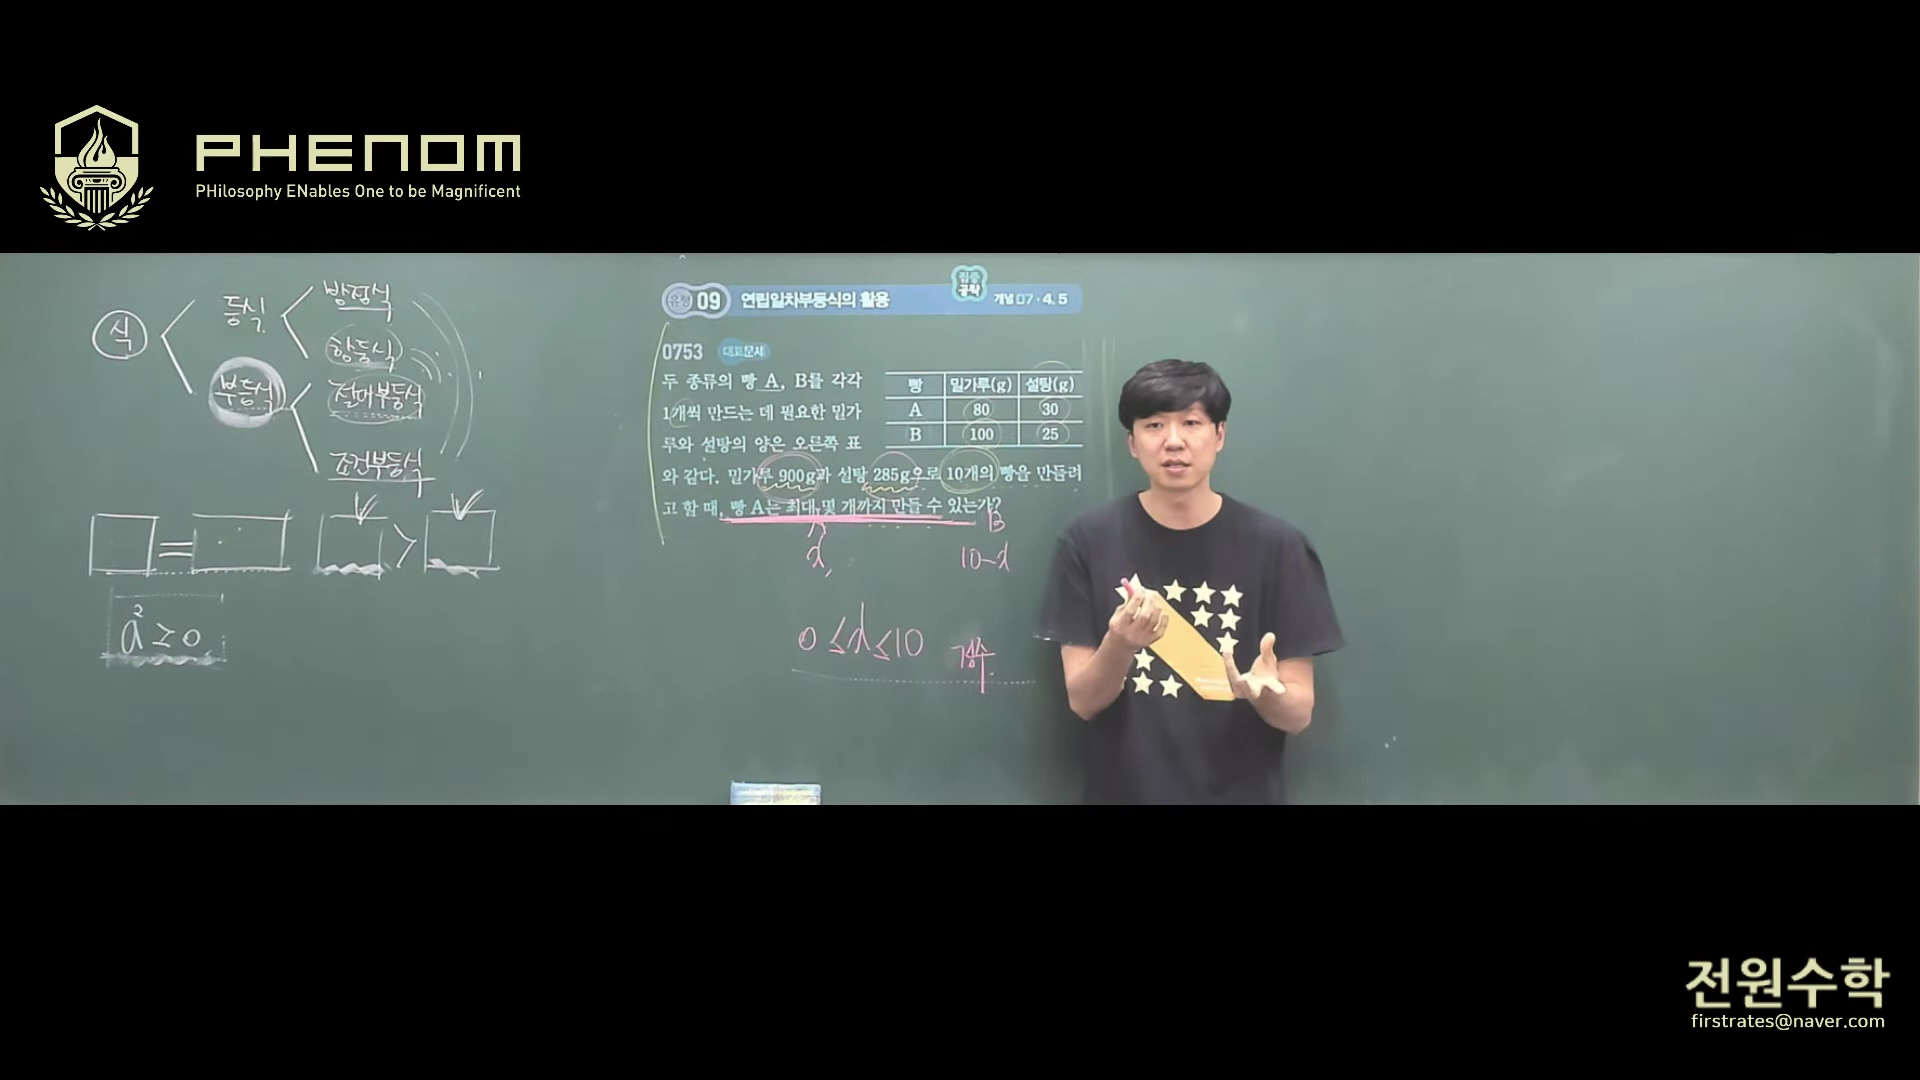 PHENOM
PHilosophy ENables One to be Magnificent
식
등식
방정식
항등식
부등식
절대부등식
조건부등식
=
>
a² ≥ 0
유형 09 연립일차부등식의 활용
집중공략
개념 07 · 4, 5
0753 대표문제
두 종류의 빵 A, B를 각각
1개씩 만드는 데 필요한 밀가
루와 설탕의 양은 오른쪽 표
빵 밀가루(g) 설탕(g)
A 80 30
B 100 25
와 같다. 밀가루 900g과 설탕 285g으로 10개의 빵을 만들려
고 할 때, 빵 A는 최대 몇 개까지 만들 수 있는가?
A B
x 10-x
0 ≤ x ≤ 10 정수
전원수학
firstrates@naver.com